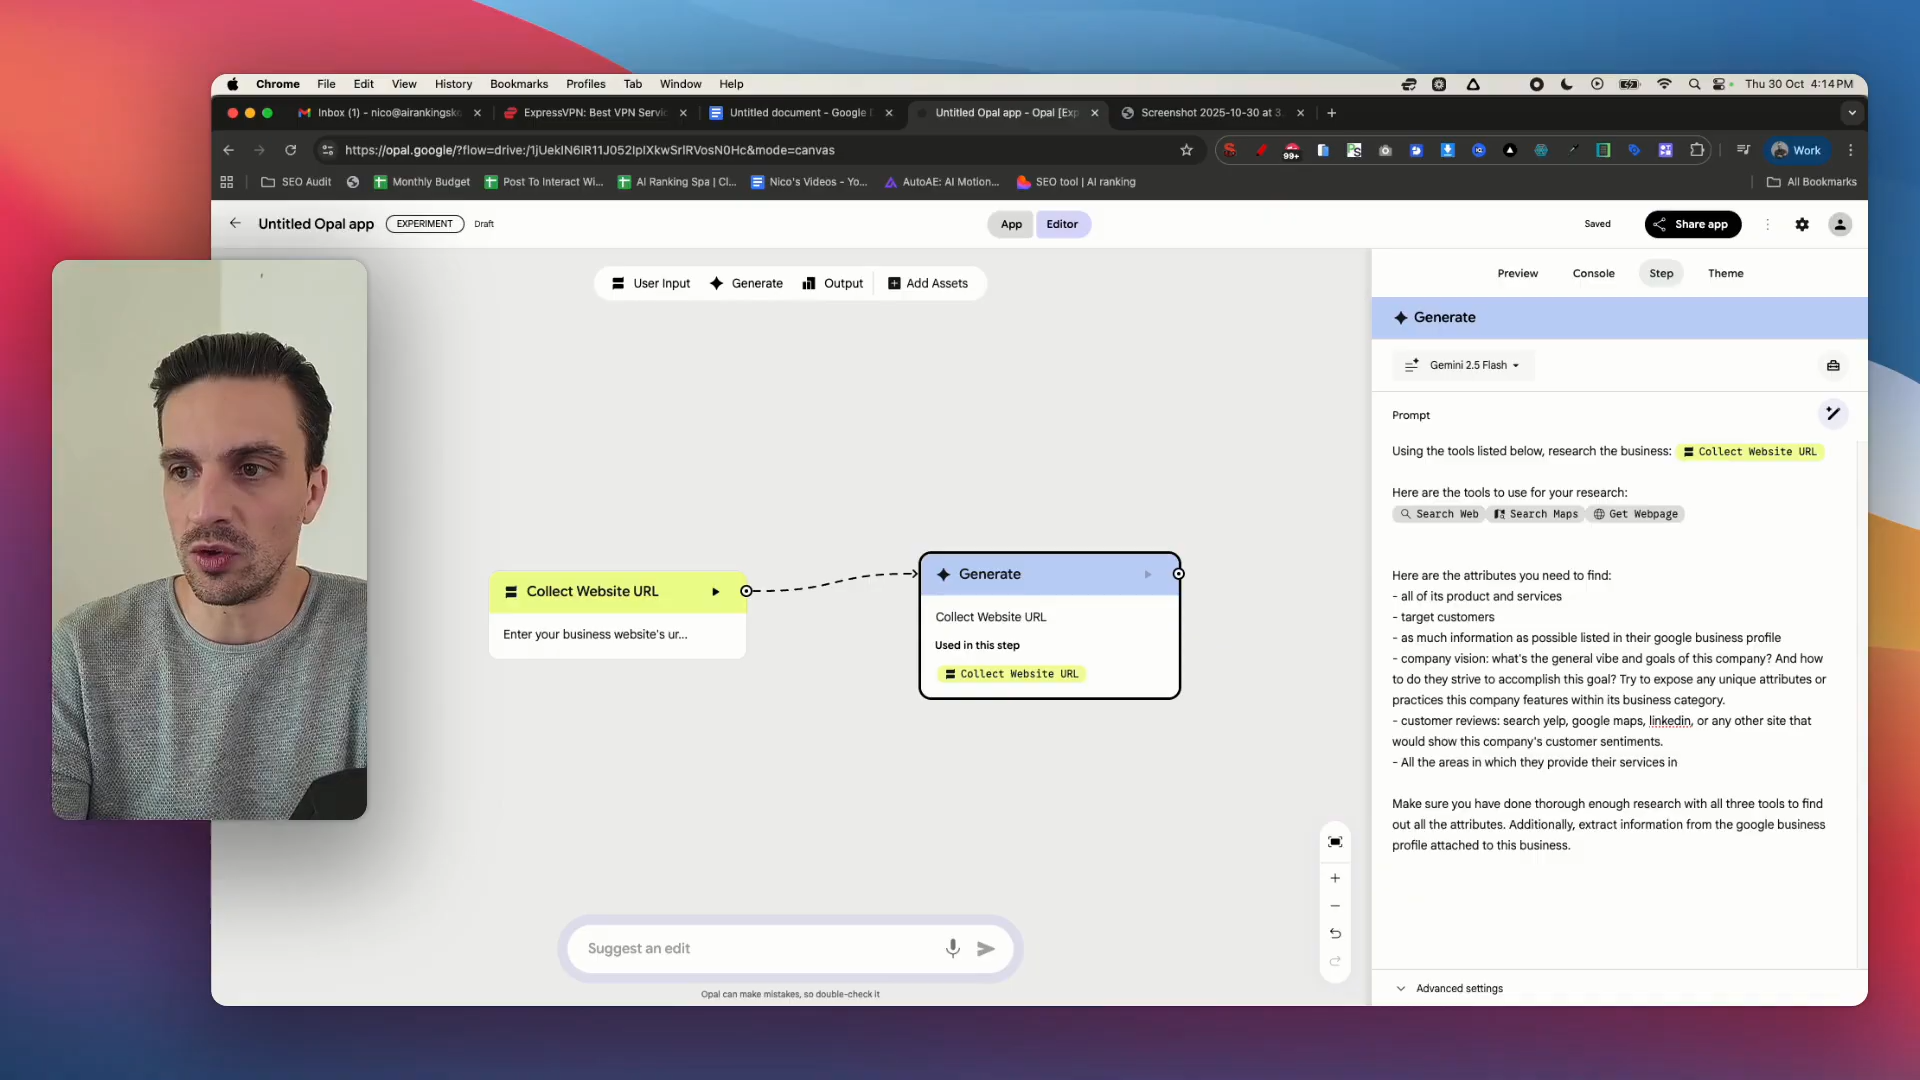 Chrome File Edit View History Bookmarks Profiles Tab Window Help
Thu 30 Oct 4:14 PM
Inbox (1) - nico@airankingsk
ExpressVPN: Best VPN Servic
Untitled document - Google D
Untitled Opal app - Opal [Exp
Screenshot 2025-10-30 at 3.
https://opal.google/?flow=drive:/1jUekIN6IR11J052IpIXkwSrIRVosN0Hc&mode=canvas
99+
Work
SEO Audit
Monthly Budget
Post To Interact Wi...
AI Ranking Spa | Cl...
Nico's Videos - Yo...
AutoAE: AI Motion...
SEO tool | AI ranking
All Bookmarks
Untitled Opal app
EXPERIMENT
Draft
App
Editor
Saved
Share app
User Input
Generate
Output
Add Assets
Preview
Console
Step
Theme
Generate
Gemini 2.5 Flash
Prompt
Using the tools listed below, research the business: Collect Website URL
Here are the tools to use for your research:
Search Web Search Maps Get Webpage
Here are the attributes you need to find:
- all of its product and services
- target customers
- as much information as possible listed in their google business profile
- company vision: what's the general vibe and goals of this company? And how
to do they strive to accomplish this goal? Try to expose any unique attributes or
practices this company features within its business category.
- customer reviews: search yelp, google maps, linkedin, or any other site that
would show this company's customer sentiments.
- All the areas in which they provide their services in
Make sure you have done thorough enough research with all three tools to find
out all the attributes. Additionally, extract information from the google business
profile attached to this business.
Advanced settings
Collect Website URL
Enter your business website's ur...
Generate
Collect Website URL
Used in this step
Collect Website URL
Suggest an edit
Opal can make mistakes, so double-check it